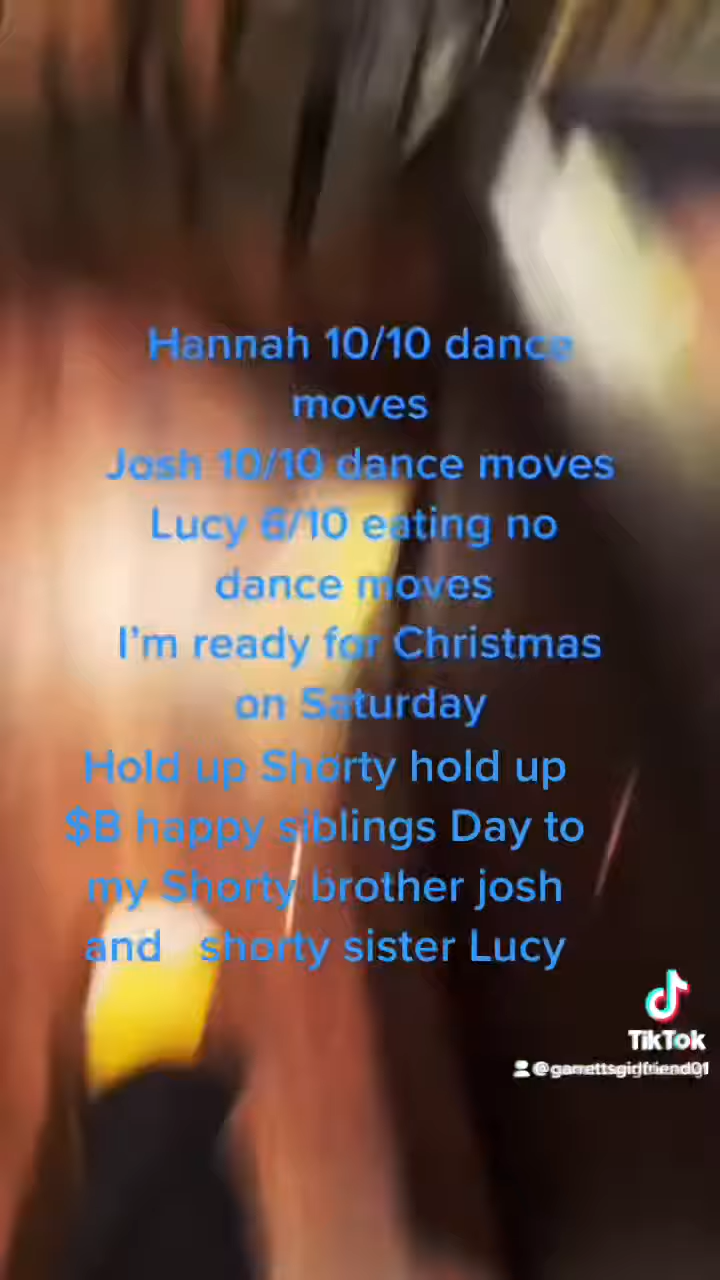 Hannah 10/10 dance
moves
Josh 10/10 dance moves
Lucy 6/10 eating no
dance moves
I'm ready for Christmas
on Saturday
Hold up Shorty hold up
$B happy siblings Day to
my Shorty brother josh
and shorty sister Lucy
TikTok
@garrettsgirlfriend01